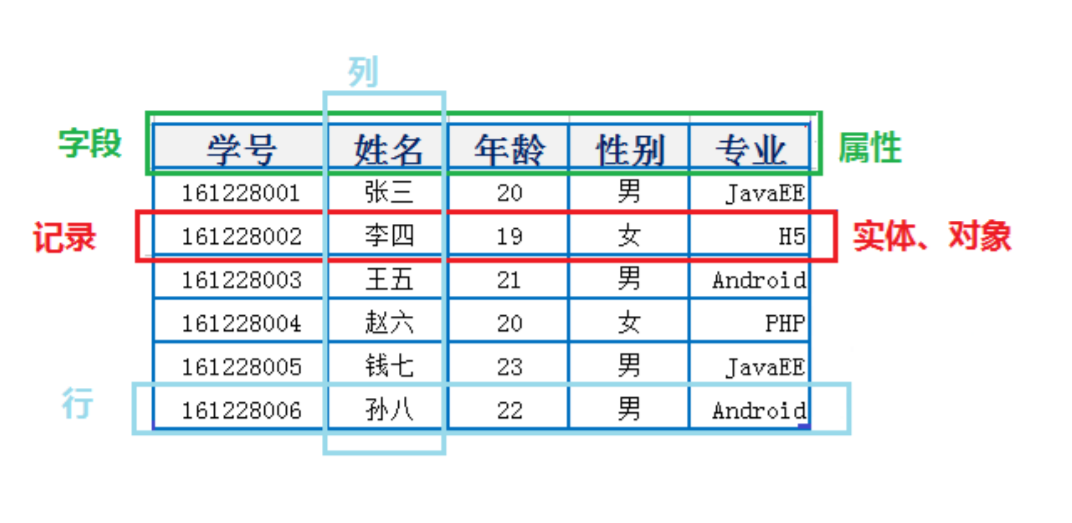 列
字段 学号 姓名 年龄 性别 专业 属性
161228001 张三 20 男 JavaEE
记录 161228002 李四 19 女 H5 实体、对象
161228003 王五 21 男 Android
161228004 赵六 20 女 PHP
161228005 钱七 23 男 JavaEE
行 161228006 孙八 22 男 Android